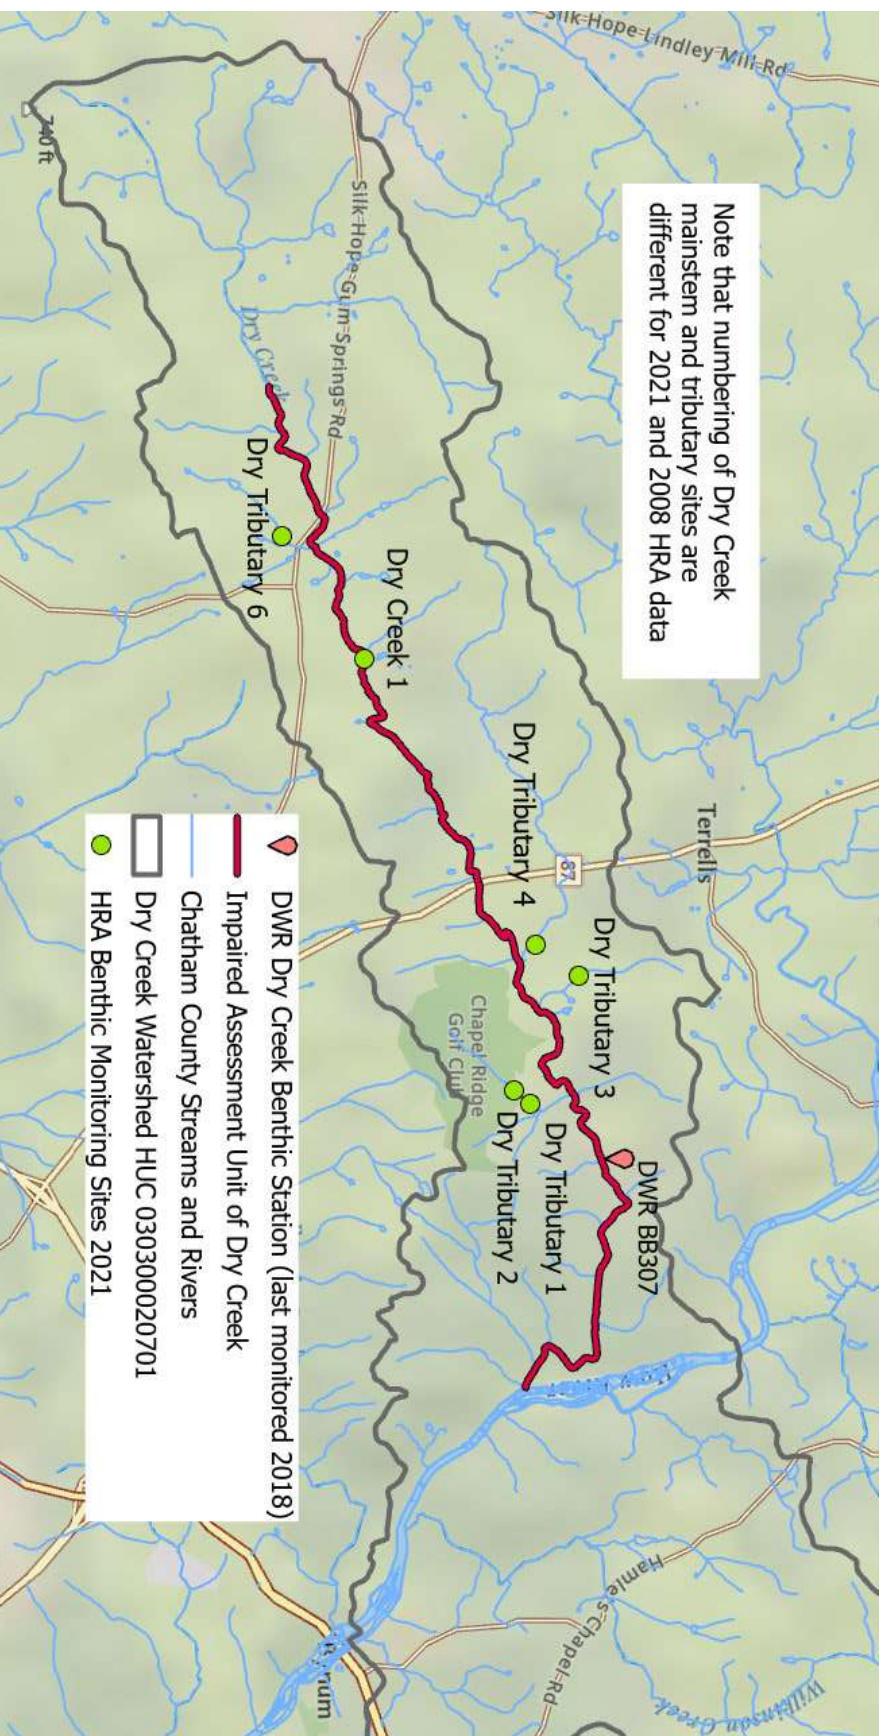 Silk Hope Lindley Mill Rd
Note that numbering of Dry Creek
mainstem and tributary sites are
different for 2021 and 2008 HRA data
740 ft
Silk Hope Gum Springs Rd
Dry Creek
Dry Tributary 6
Dry Creek 1
Dry Tributary 4
87
Terrells
Dry Tributary 3
Chapel Ridge
Golf Club
Dry Tributary 1
Dry Tributary 2
DWR BB307
Hamlet's Chapel Rd
Wilkinson Creek
DWR Dry Creek Benthic Station (last monitored 2018)
Impaired Assessment Unit of Dry Creek
Chatham County Streams and Rivers
Dry Creek Watershed HUC 030300020701
HRA Benthic Monitoring Sites 2021